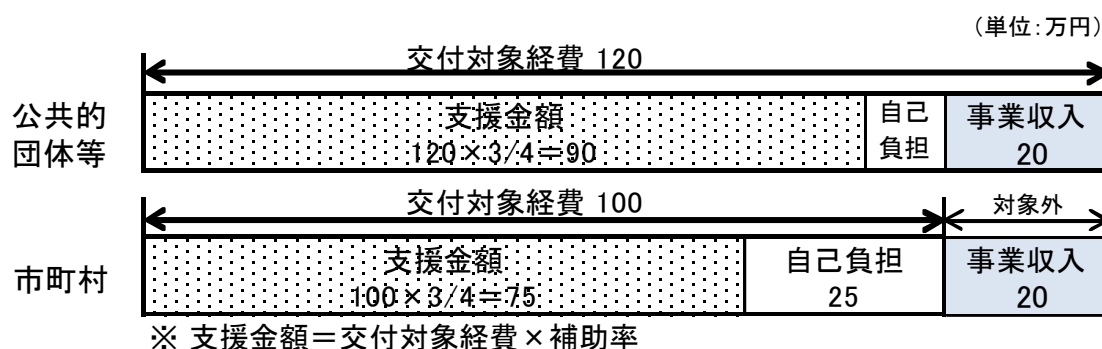 （単位：万円）
交付対象経費 120
公共的
団体等
支援金額
120×3/4＝90
自己
負担
事業収入
20
交付対象経費 100
対象外
市町村
支援金額
100×3/4＝75
自己負担
25
事業収入
20
※ 支援金額＝交付対象経費×補助率